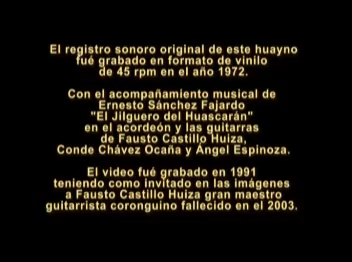 El registro sonoro original de este huayno
fué grabado en formato de vinilo
de 45 rpm en el año 1972.
Con el acompañamiento musical de
Ernesto Sánchez Fajardo
"El Jilguero del Huascarán"
en el acordeón y las guitarras
de Fausto Castillo Huiza,
Conde Chávez Ocaña y Ángel Espinoza.
El video fué grabado en 1991
teniendo como invitado en las imágenes
a Fausto Castillo Huiza gran maestro
guitarrista coronguino fallecido en el 2003.